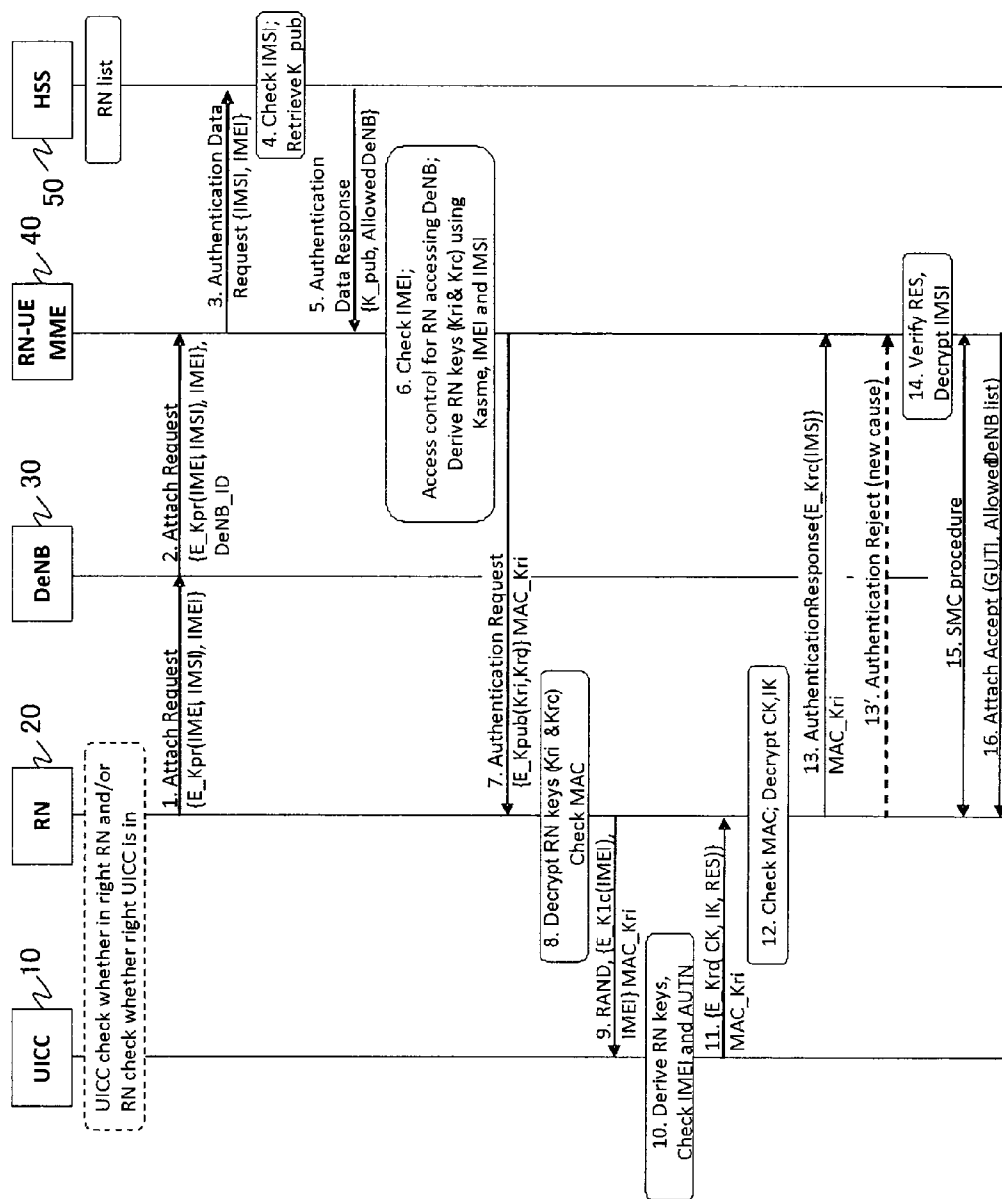 UICC
10
RN
20
DeNB
30
RN-UE
MME
40
HSS
50
UICC check whether in right RN and/or
RN check whether right UICC is in
RN list
1. Attach Request
{E_Kpr(IMEI, IMSI), IMEI}
2. Attach Request
{E_Kpr(IMEI, IMSI), IMEI},
DeNB_ID
3. Authentication Data
Request {IMSI, IMEI}
4. Check IMSI;
Retrieve K_pub
5. Authentication
Data Response
{K_pub, Allowed DeNB}
6. Check IMEI;
Access control for RN accessing DeNB;
Derive RN keys (Kri & Krc) using
Kasme, IMEI and IMSI
7. Authentication Request
{E_Kpub(Kri,Krd} MAC_Kri
8. Decrypt RN keys (Kri & Krc)
Check MAC
9. RAND, {E_K1c(IMEI),
IMEI} MAC_Kri
10. Derive RN keys,
Check IMEI and AUTN
11. {E_Krd( CK, IK, RES)}
MAC_Kri
12. Check MAC; Decrypt CK,IK
13. AuthenticationResponse{E_Krc(IMS)}
MAC_Kri
13'. Authentication Reject (new cause)
14. Verify RES,
Decrypt IMSI
15. SMC procedure
16. Attach Accept (GUTI, Allowed DeNB list)